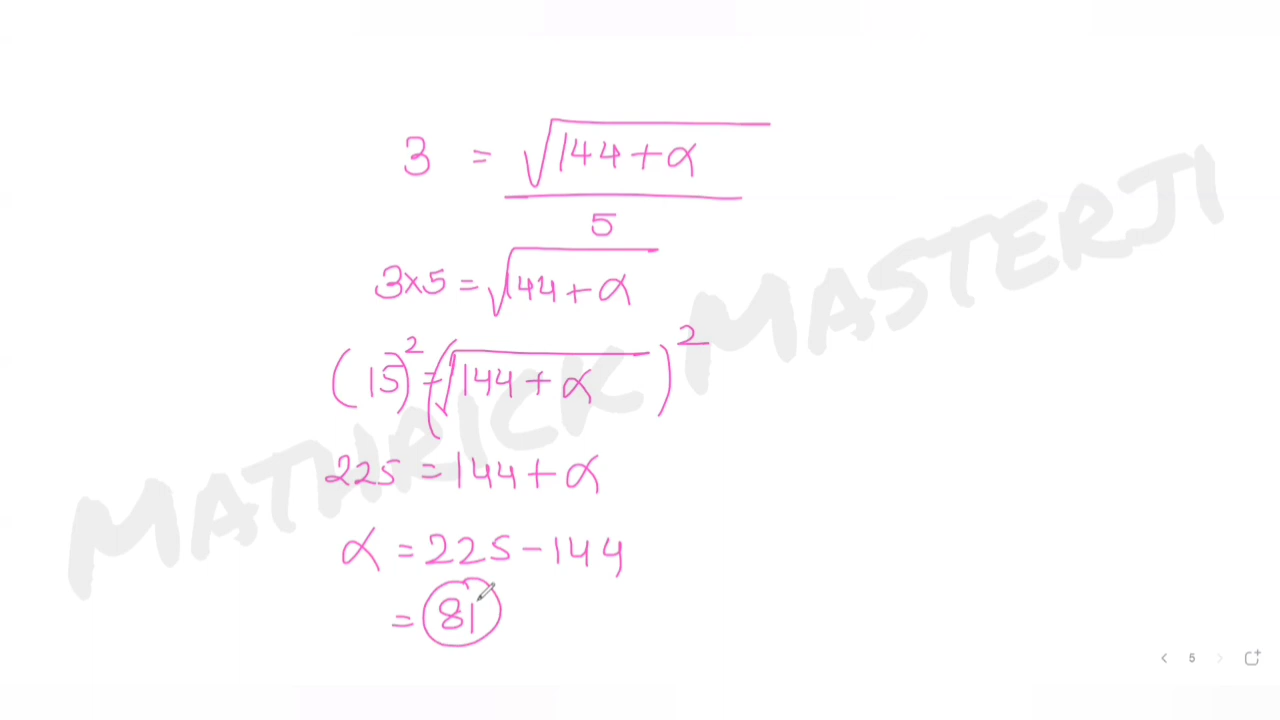 3 = √144 + α
5
3×5 = √144 + α
(15)² = (√144 + α)²
225 = 144 + α
α = 225 - 144
= 81
MATHRICK MASTERJI
< 5 >